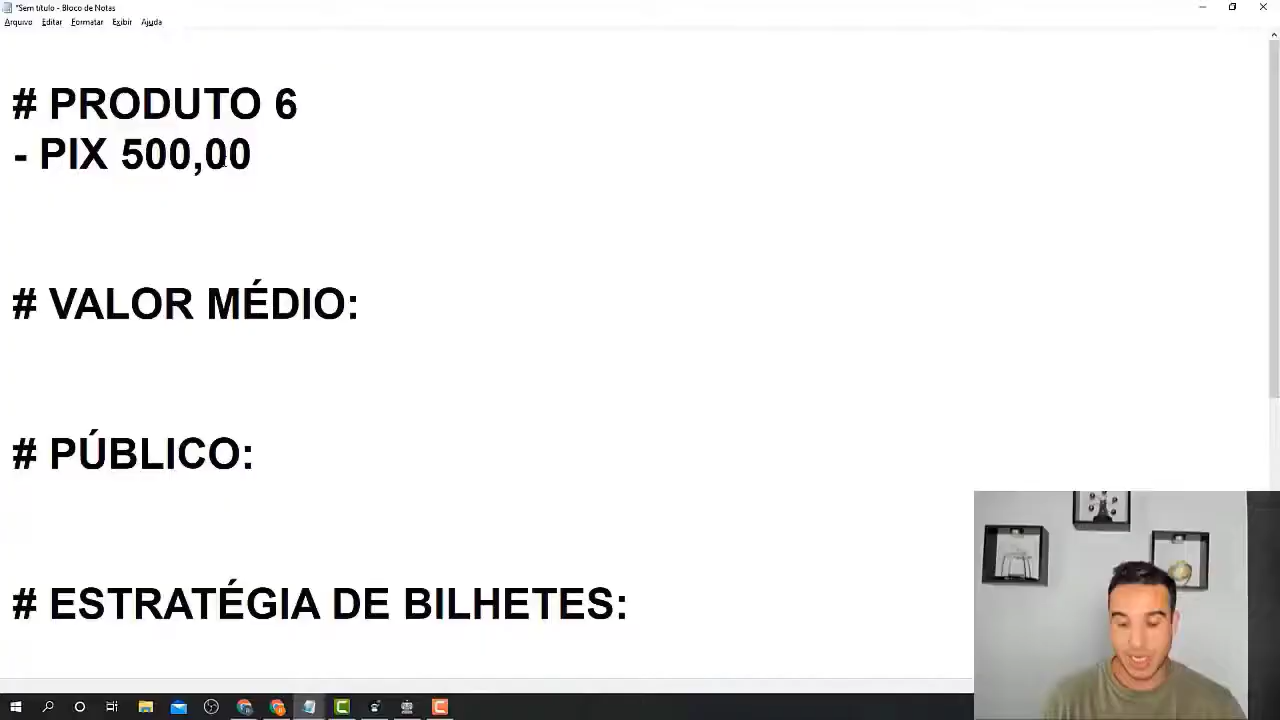 *Sem título - Bloco de Notas
Arquivo Editar Formatar Exibir Ajuda
# PRODUTO 6
- PIX 500,00
# VALOR MÉDIO:
# PÚBLICO:
# ESTRATÉGIA DE BILHETES: